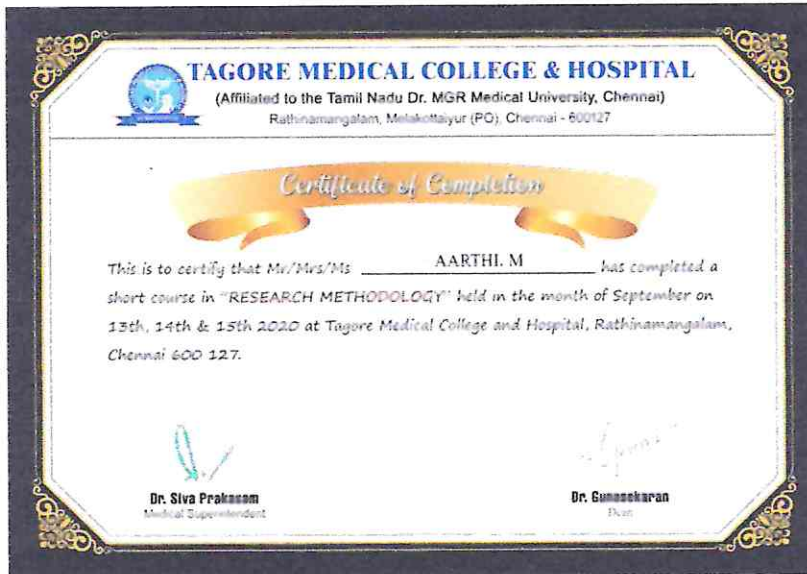 TAGORE MEDICAL COLLEGE & HOSPITAL
(Affiliated to the Tamil Nadu Dr. MGR Medical University, Chennai)
Rathinamangalam, Melakottaiyur (PO), Chennai - 600127
Certificate of Completion
This is to certify that Mr/Mrs/Ms AARTHI. M has completed a
short course in "RESEARCH METHODOLOGY" held in the month of September on
13th, 14th & 15th 2020 at Tagore Medical College and Hospital, Rathinamangalam,
Chennai 600 127.
Dr. Siva Prakasam
Medical Superintendent
Dr. Gunasekaran
Dean